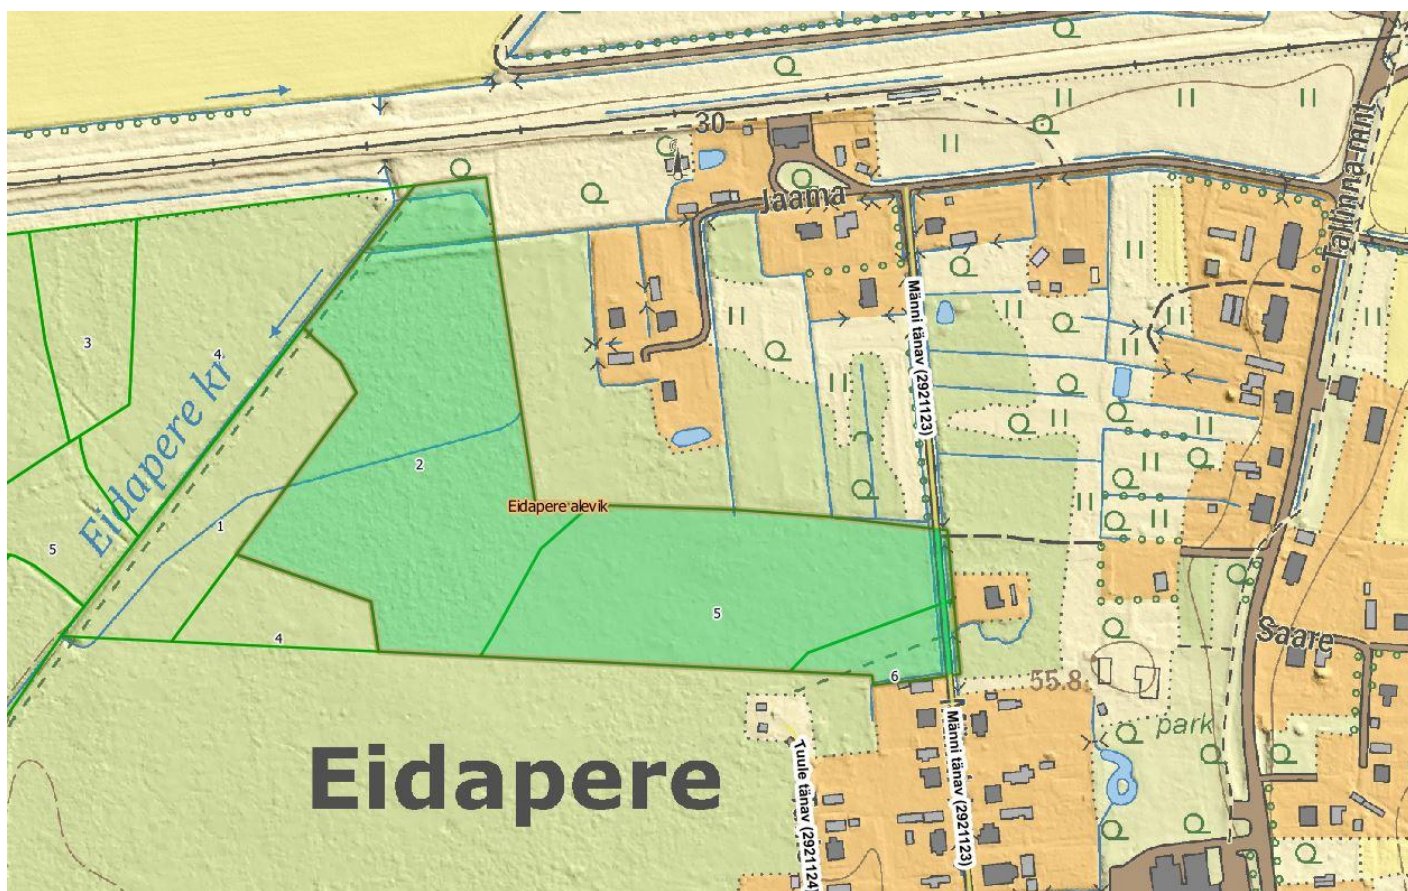 30
Jaama
Tallinna mnt
Männi tänav (2921123)
3
4
Eidapere kr
2
Eidapere alevik
1
5
5
4
Saare
6
55.8
park
Eidapere
Tuule tänav (2921124)
Männi tänav (2921123)